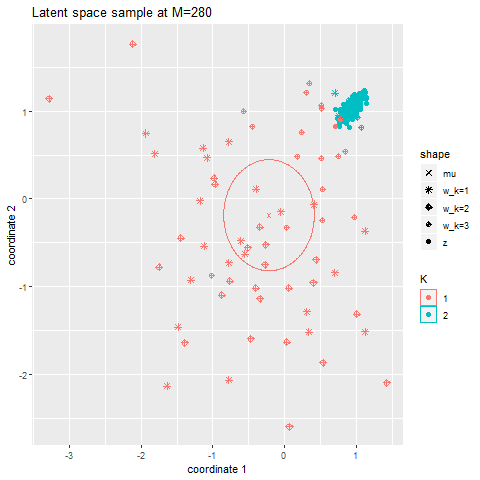 Latent space sample at M=280
coordinate 2
1
0
-1
-2
-3
-2
-1
0
1
coordinate 1
shape
mu
w_k=1
w_k=2
w_k=3
z
K
1
2